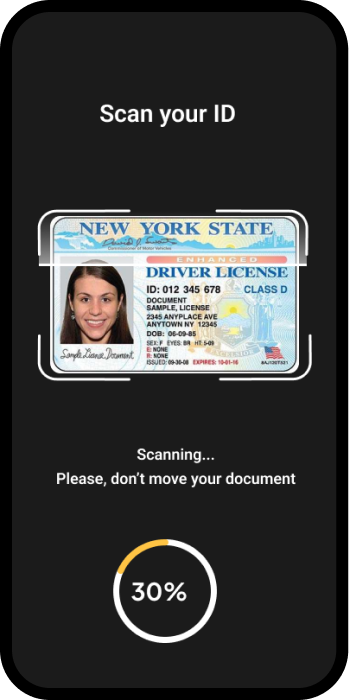 Scan your ID
NEW YORK STATE
Commissioner of Motor Vehicles
ENHANCED
DRIVER LICENSE
ID: 012 345 678 CLASS D
DOCUMENT
SAMPLE, LICENSE
2345 ANYPLACE AVE
ANYTOWN NY 12345
DOB: 06-09-85
SEX: F EYES: BR HT: 5-09
E: NONE
R: NONE
ISSUED: 09-30-08 EXPIRES: 10-01-16
Sample License Document
Scanning...
Please, don’t move your document
30%